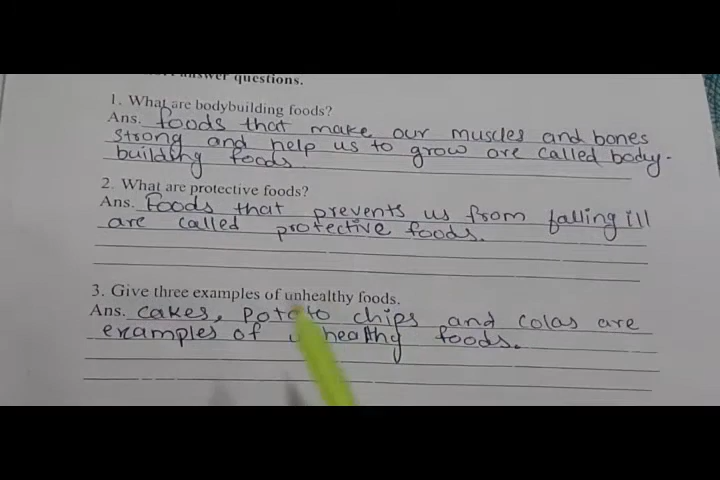 answer questions.
1. What are bodybuilding foods?
Ans. foods that make our muscles and bones
strong and help us to grow are called body-
building foods
2. What are protective foods?
Ans. Foods that prevents us from falling ill
are called protective foods.
3. Give three examples of unhealthy foods.
Ans. cakes, Potato chips and colas are
examples of unhealthy foods.